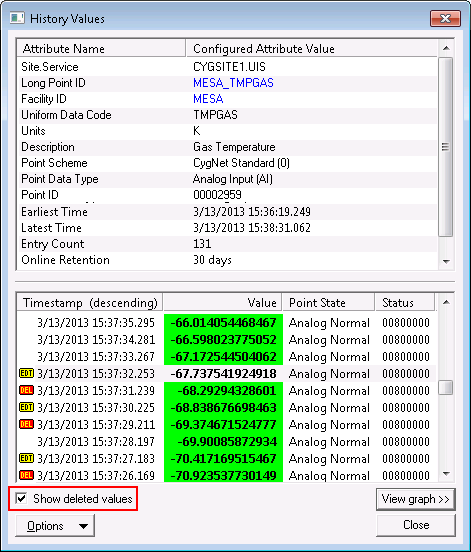 History Values
Attribute Name Configured Attribute Value
Site.Service CYGSITE1.UIS
Long Point ID MESA_TMPGAS
Facility ID MESA
Uniform Data Code TMPGAS
Units K
Description Gas Temperature
Point Scheme CygNet Standard (0)
Point Data Type Analog Input (AI)
Point ID 00002959
Earliest Time 3/13/2013 15:36:19.249
Latest Time 3/13/2013 15:38:31.062
Entry Count 131
Online Retention 30 days
Timestamp (descending) Value Point State Status
3/13/2013 15:37:35.295 -66.014054468467 Analog Normal 00800000
3/13/2013 15:37:34.281 -66.598023775052 Analog Normal 00800000
3/13/2013 15:37:33.267 -67.172544504062 Analog Normal 00800000
EDT 3/13/2013 15:37:32.253 -67.737541924918 Analog Normal 00800000
DEL 3/13/2013 15:37:31.239 -68.29294328601 Analog Normal 00800000
EDT 3/13/2013 15:37:30.225 -68.838676698463 Analog Normal 00800000
DEL 3/13/2013 15:37:29.211 -69.374671524777 Analog Normal 00800000
3/13/2013 15:37:28.197 -69.90085872934 Analog Normal 00800000
EDT 3/13/2013 15:37:27.183 -70.417169515467 Analog Normal 00800000
DEL 3/13/2013 15:37:26.169 -70.923537730149 Analog Normal 00800000
Show deleted values View graph >>
Options Close